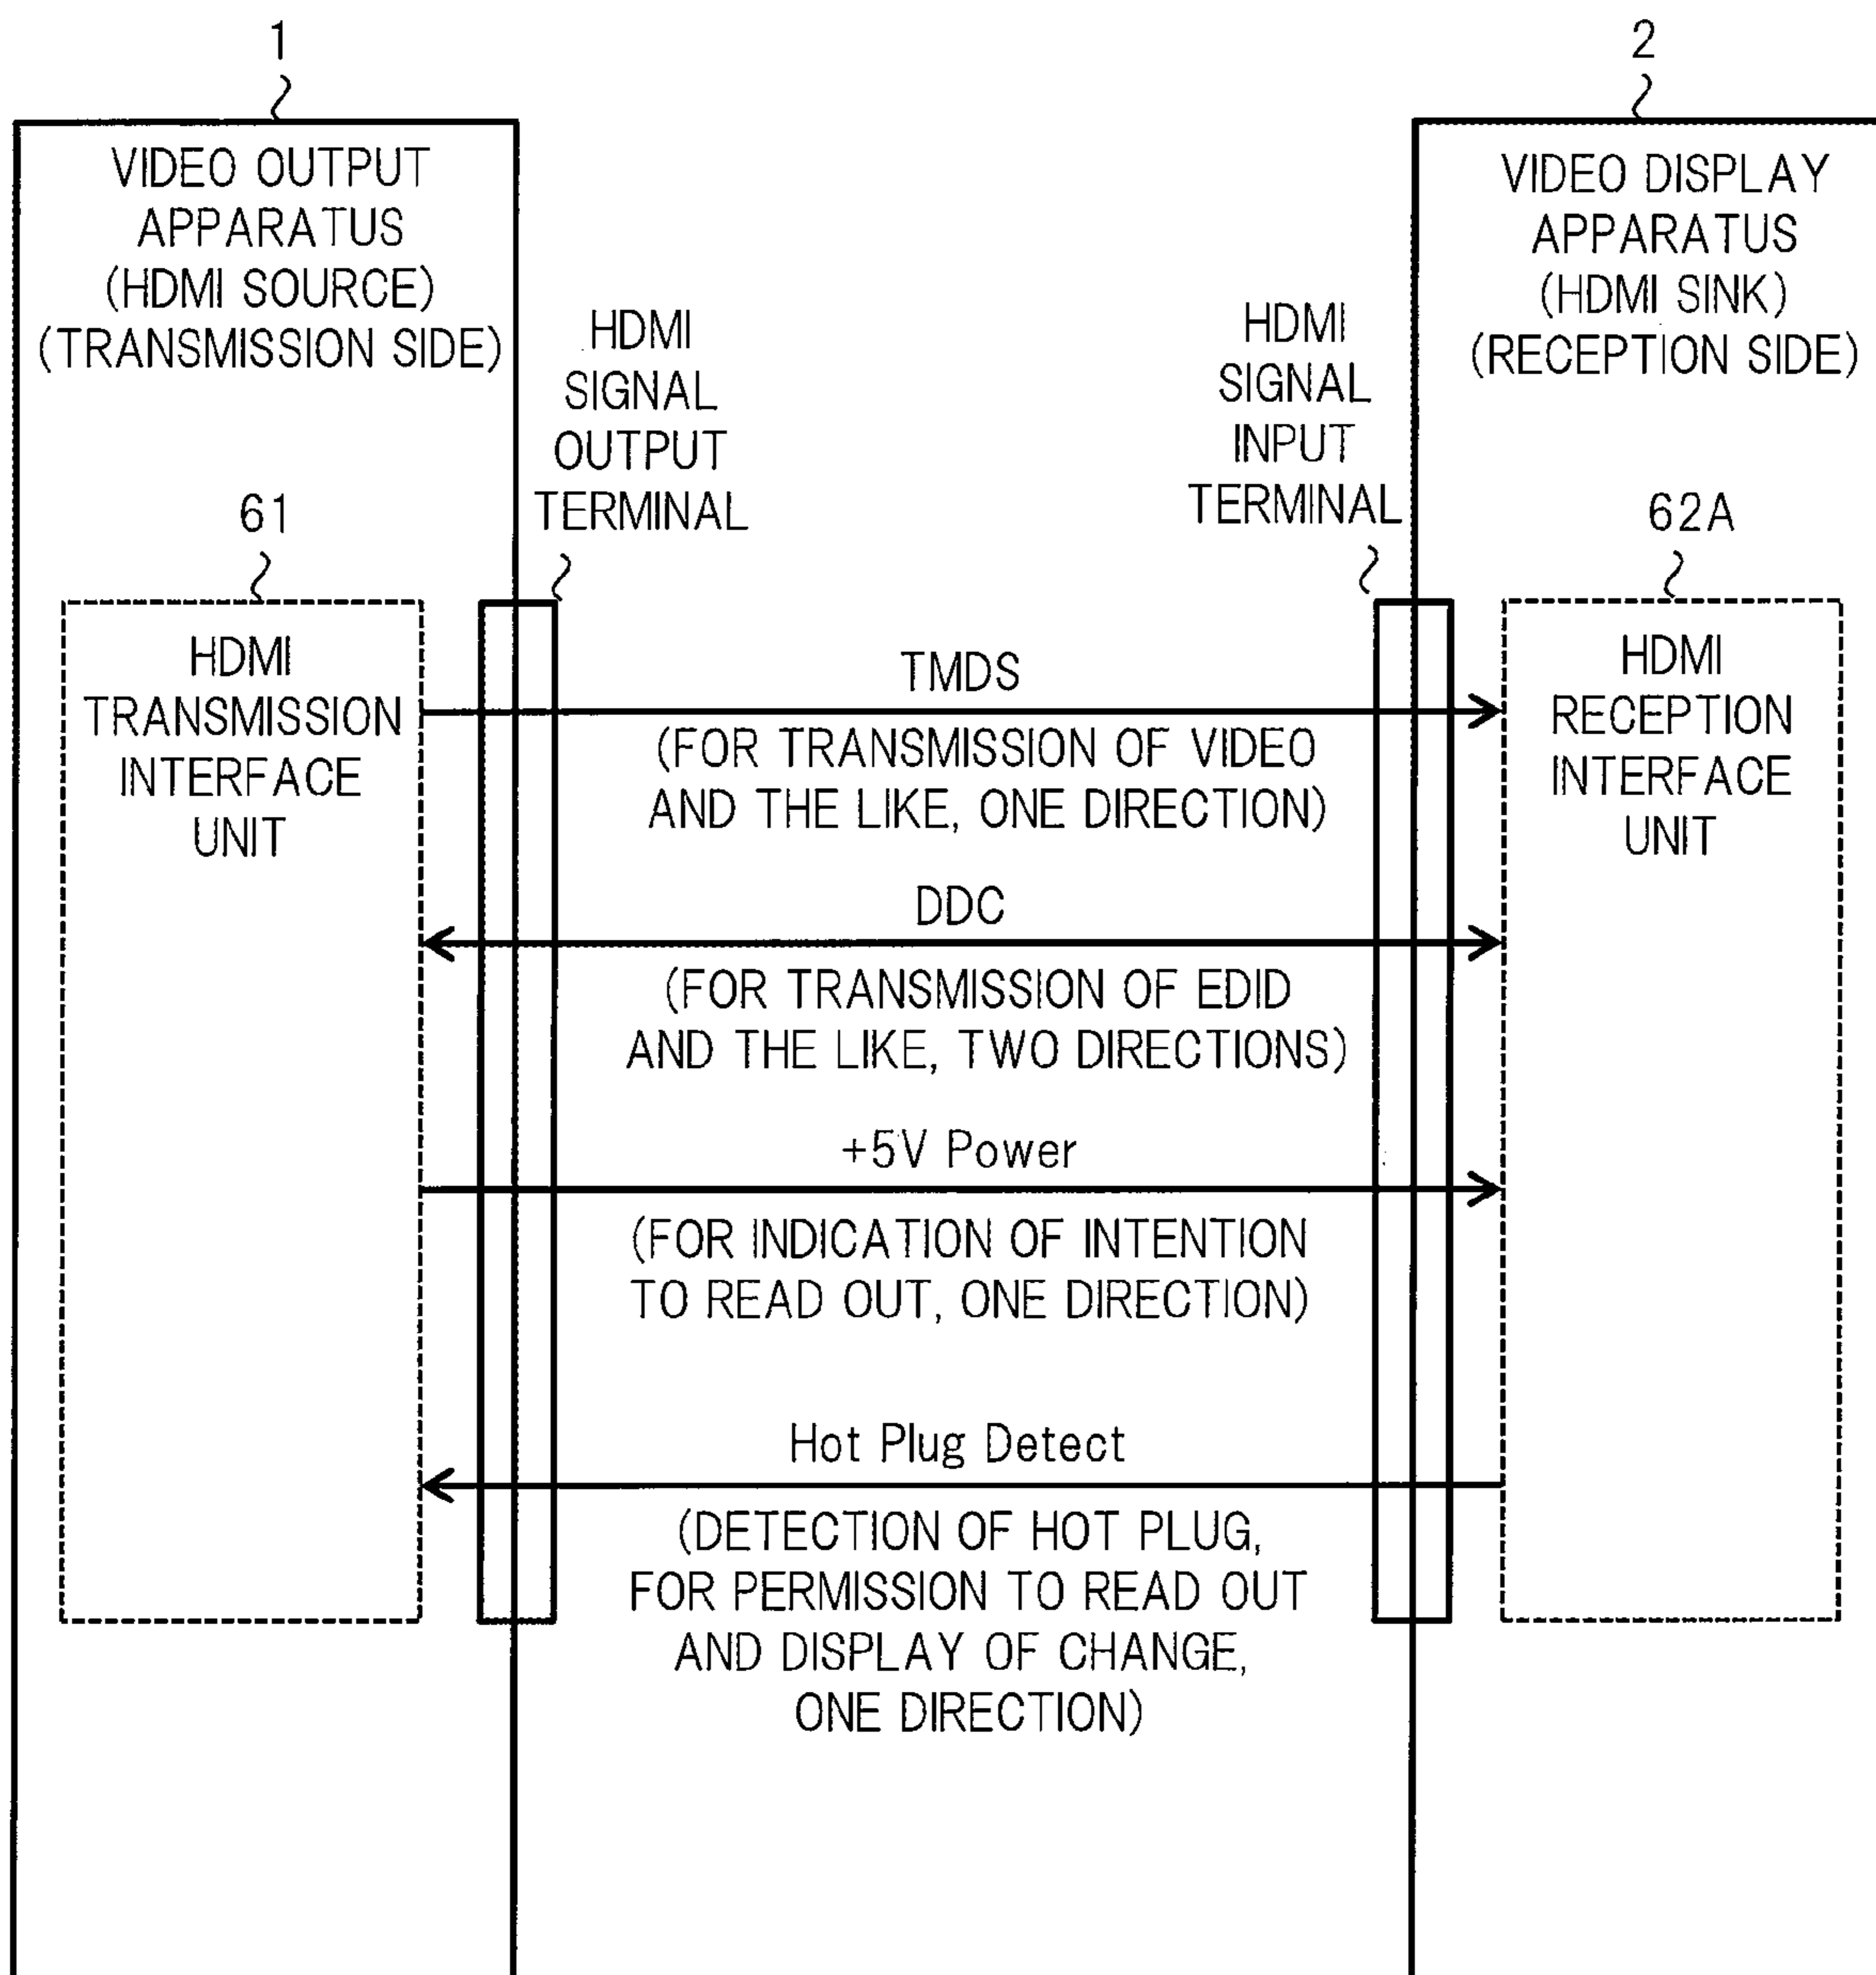 1
2
VIDEO OUTPUT
APPARATUS
(HDMI SOURCE)
(TRANSMISSION SIDE)
VIDEO DISPLAY
APPARATUS
(HDMI SINK)
(RECEPTION SIDE)
HDMI
SIGNAL
OUTPUT
TERMINAL
HDMI
SIGNAL
INPUT
TERMINAL
61
62A
HDMI
TRANSMISSION
INTERFACE
UNIT
HDMI
RECEPTION
INTERFACE
UNIT
TMDS
(FOR TRANSMISSION OF VIDEO
AND THE LIKE, ONE DIRECTION)
DDC
(FOR TRANSMISSION OF EDID
AND THE LIKE, TWO DIRECTIONS)
+5V Power
(FOR INDICATION OF INTENTION
TO READ OUT, ONE DIRECTION)
Hot Plug Detect
(DETECTION OF HOT PLUG,
FOR PERMISSION TO READ OUT
AND DISPLAY OF CHANGE,
ONE DIRECTION)